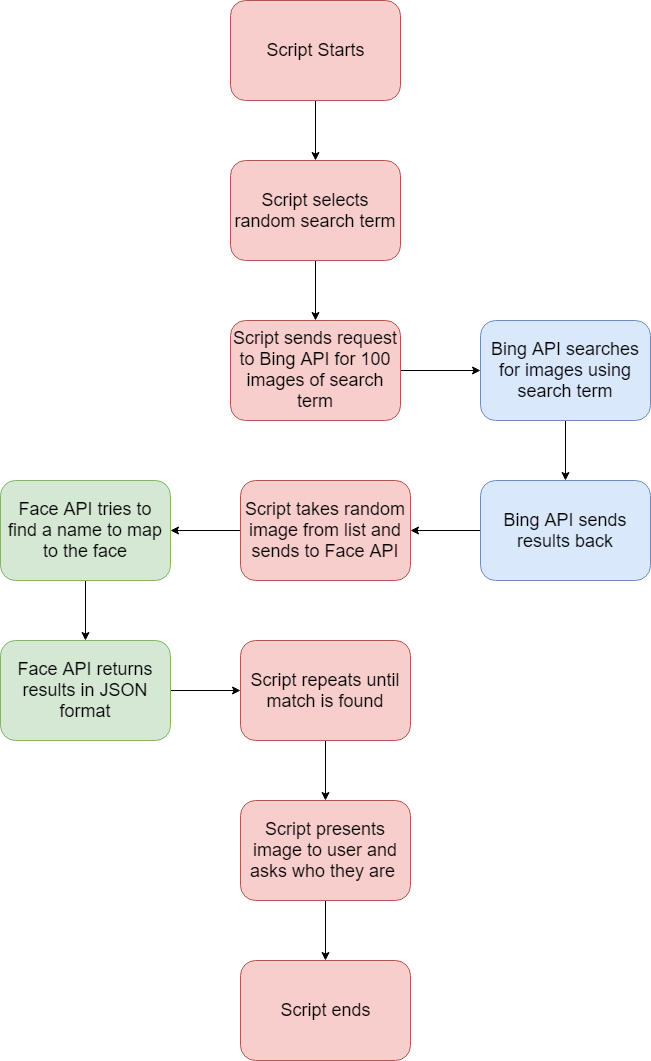 Script Starts
Script selects
random search term
Script sends request
to Bing API for 100
images of search
term
Bing API searches
for images using
search term
Bing API sends
results back
Script takes random
image from list and
sends to Face API
Face API tries to
find a name to map
to the face
Face API returns
results in JSON
format
Script repeats until
match is found
Script presents
image to user and
asks who they are
Script ends